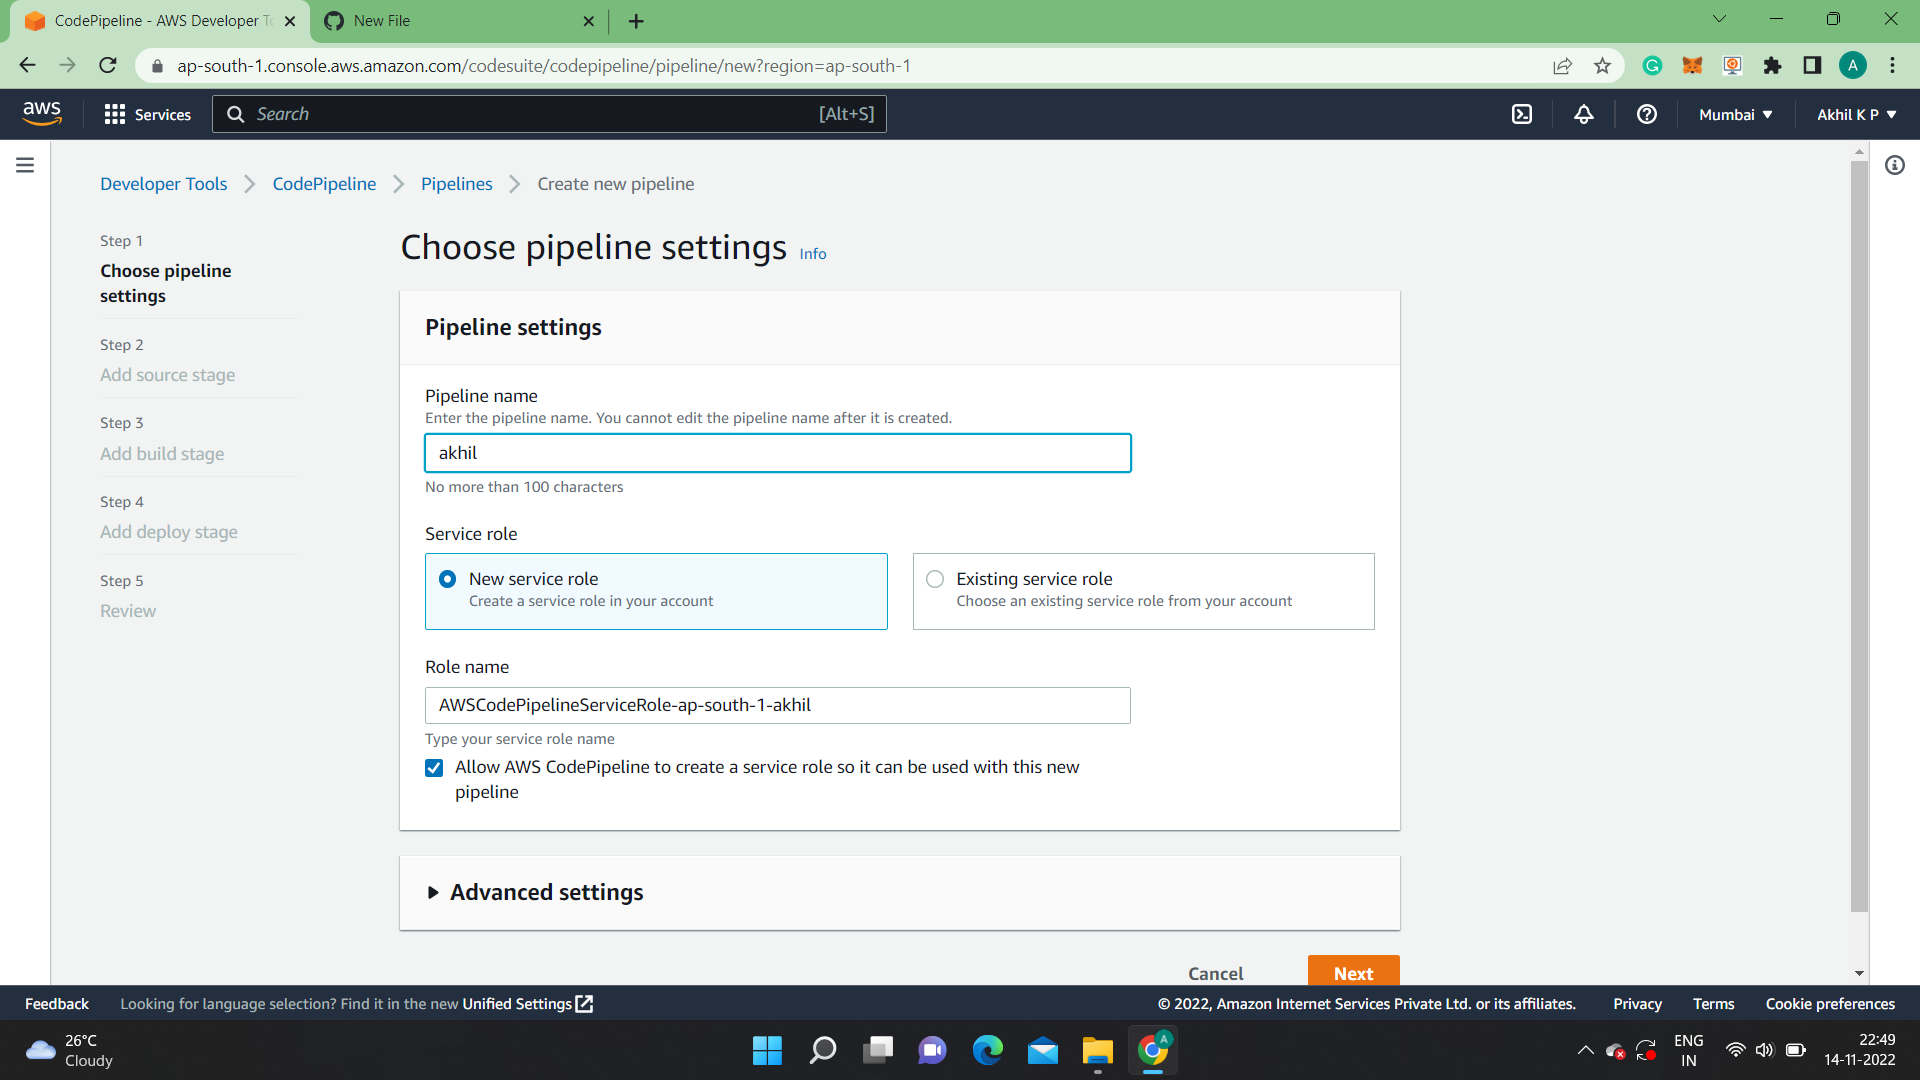 CodePipeline - AWS Developer To
New File
ap-south-1.console.aws.amazon.com/codesuite/codepipeline/pipeline/new?region=ap-south-1
A
aws
Services
Search
[Alt+S]
Mumbai
Akhil K P
Developer Tools
CodePipeline
Pipelines
Create new pipeline
Step 1
Choose pipeline
settings
Step 2
Add source stage
Step 3
Add build stage
Step 4
Add deploy stage
Step 5
Review
Choose pipeline settings
Info
Pipeline settings
Pipeline name
Enter the pipeline name. You cannot edit the pipeline name after it is created.
akhil
No more than 100 characters
Service role
New service role
Create a service role in your account
Existing service role
Choose an existing service role from your account
Role name
AWSCodePipelineServiceRole-ap-south-1-akhil
Type your service role name
Allow AWS CodePipeline to create a service role so it can be used with this new
pipeline
Advanced settings
Cancel
Next
Feedback
Looking for language selection? Find it in the new Unified Settings
© 2022, Amazon Internet Services Private Ltd. or its affiliates.
Privacy
Terms
Cookie preferences
26°C
Cloudy
A
ENG
IN
22:49
14-11-2022